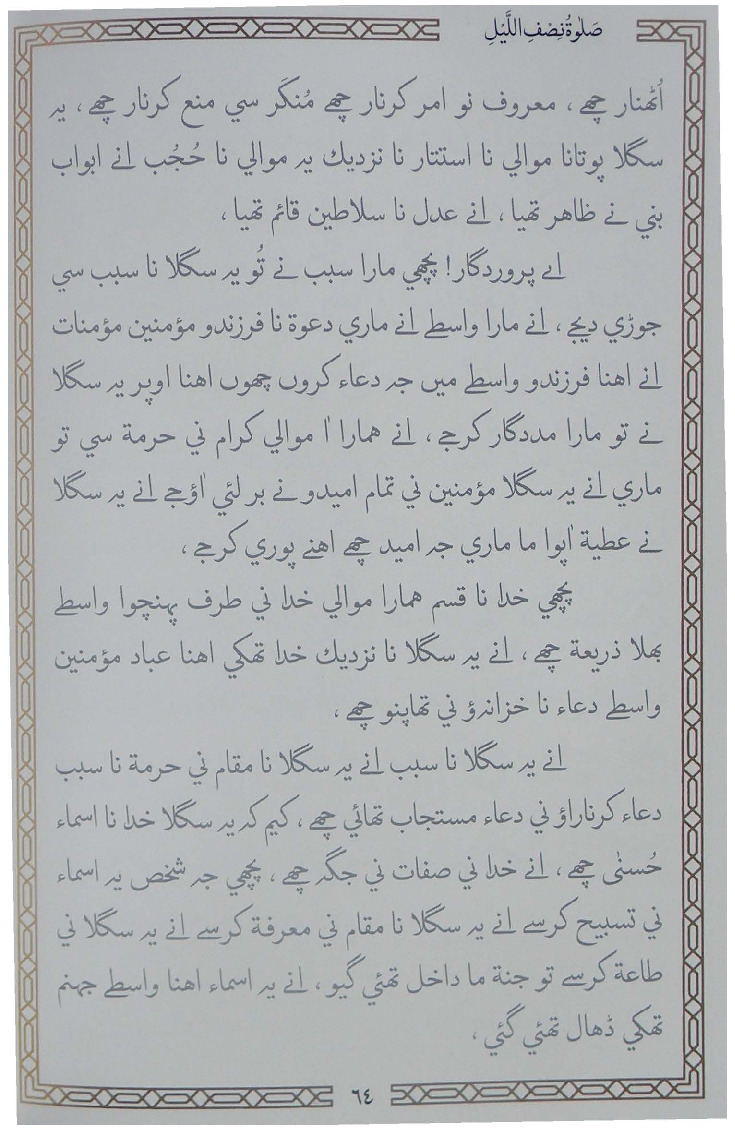 صَلٰوةُ نِصْفِ اللَّيْلِ
اُٹھنار چھے، معروف نو امر كرنار چھے مُنكَر سي منع كرنار چھے، يہ
سگلا پوتانا موالي نا استتار نا نزديك يہ موالي نا حُجُب انے ابواب
بني نے ظاهر تھيا، انے عدل نا سلاطين قائم تھيا،
اے پروردگار! پچھي مارا سبب نے تُو يہ سگلا نا سبب سي
جوڑي ديجے، انے مارا واسطے انے ماري دعوة نا فرزندو مؤمنين مؤمنات
انے اهنا فرزندو واسطے ميں جہ دعاء كروں چھوں اهنا اوپر يہ سگلا
نے تو مارا مددگار كرجے، انے همارا اٰ موالي كرام ني حرمة سي تو
ماري انے يہ سگلا مؤمنين ني تمام اميدو نے بر لئي اٰؤجے انے يہ سگلا
نے عطية اٰپوا ما ماري جہ اميد چھے اهنے پوري كرجے،
پچھي خدا نا قسم همارا موالي خدا ني طرف پهنچوا واسطے
بھلا ذريعة چھے، انے يہ سگلا نا نزديك خدا تھكي اهنا عباد مؤمنين
واسطے دعاء نا خزانہ‌ؤ ني تھاپنو چھے،
انے يہ سگلا نا سبب انے يہ سگلا نا مقام ني حرمة نا سبب
دعاء كرناراؤ ني دعاء مستجاب تھائي چھے، كيم كہ يہ سگلا خدا نا اسماء
حُسنٰى چھے، انے خدا ني صفات ني جگہ چھے، پچھي جہ شخص يہ اسماء
ني تسبيح كرسے انے يہ سگلا نا مقام ني معرفة كرسے انے يہ سگلا ني
طاعة كرسے تو جنة ما داخل تھئي گيو، انے يہ اسماء اهنا واسطے جهنم
تھكي ڈھال تھئي گئي،
٦٤